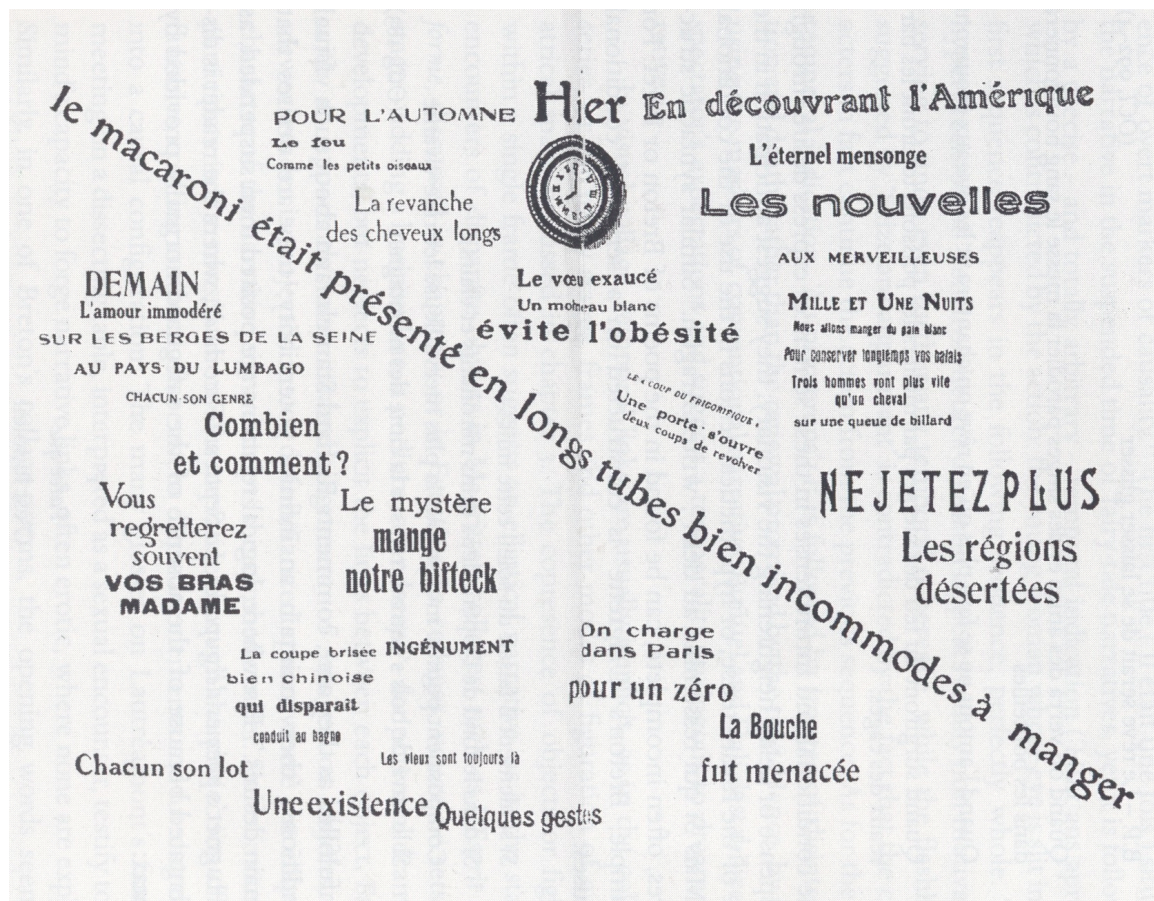 le macaroni était présenté en longs tubes bien incommodes à manger
POUR L'AUTOMNE
Le feu
Comme les petits oiseaux
La revanche
des cheveux longs
Hier
En découvrant l'Amérique
L'éternel mensonge
Les nouvelles
AUX MERVEILLEUSES
MILLE ET UNE NUITS
Nous allons manger du pain blanc
Pour conserver longtemps vos balais
Trois hommes vont plus vite
qu'un cheval
sur une queue de billard
Le vœu exaucé
Un moineau blanc
évite l'obésité
LE « COUP DU FRIGORIFIQUE »
Une porte s'ouvre
deux coups de revolver
DEMAIN
L'amour immodéré
SUR LES BERGES DE LA SEINE
AU PAYS DU LUMBAGO
CHACUN SON GENRE
Combien
et comment ?
Vous
regretterez
souvent
VOS BRAS
MADAME
Le mystère
mange
notre bifteck
NE JETEZ PLUS
Les régions
désertées
La coupe brisée INGÉNUMENT
bien chinoise
qui disparaît
conduit au bagne
Chacun son lot
Les vieux sont toujours là
Une existence
Quelques gestes
On charge
dans Paris
pour un zéro
La Bouche
fut menacée